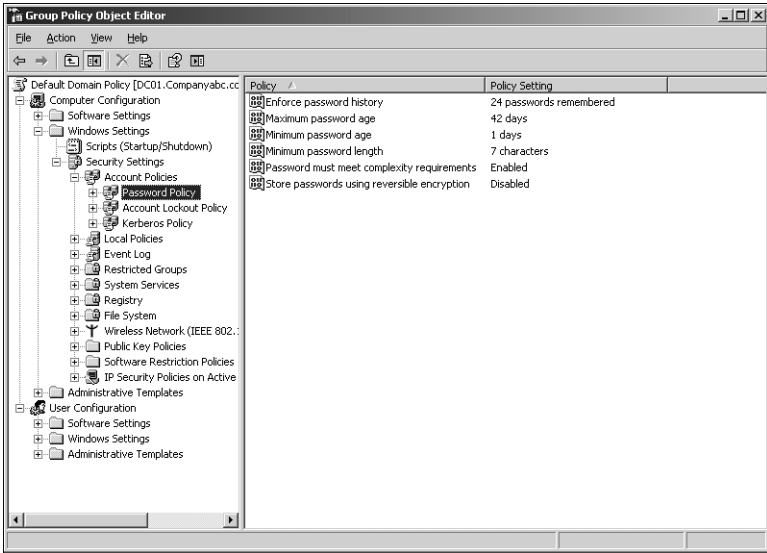 Group Policy Object Editor
File Action View Help
Default Domain Policy [DC01.Companyabc.cc
Computer Configuration
Software Settings
Windows Settings
Scripts (Startup/Shutdown)
Security Settings
Account Policies
Password Policy
Account Lockout Policy
Kerberos Policy
Local Policies
Event Log
Restricted Groups
System Services
Registry
File System
Wireless Network (IEEE 802.:
Public Key Policies
Software Restriction Policies
IP Security Policies on Active
Administrative Templates
User Configuration
Software Settings
Windows Settings
Administrative Templates
Policy Policy Setting
Enforce password history 24 passwords remembered
Maximum password age 42 days
Minimum password age 1 days
Minimum password length 7 characters
Password must meet complexity requirements Enabled
Store passwords using reversible encryption Disabled